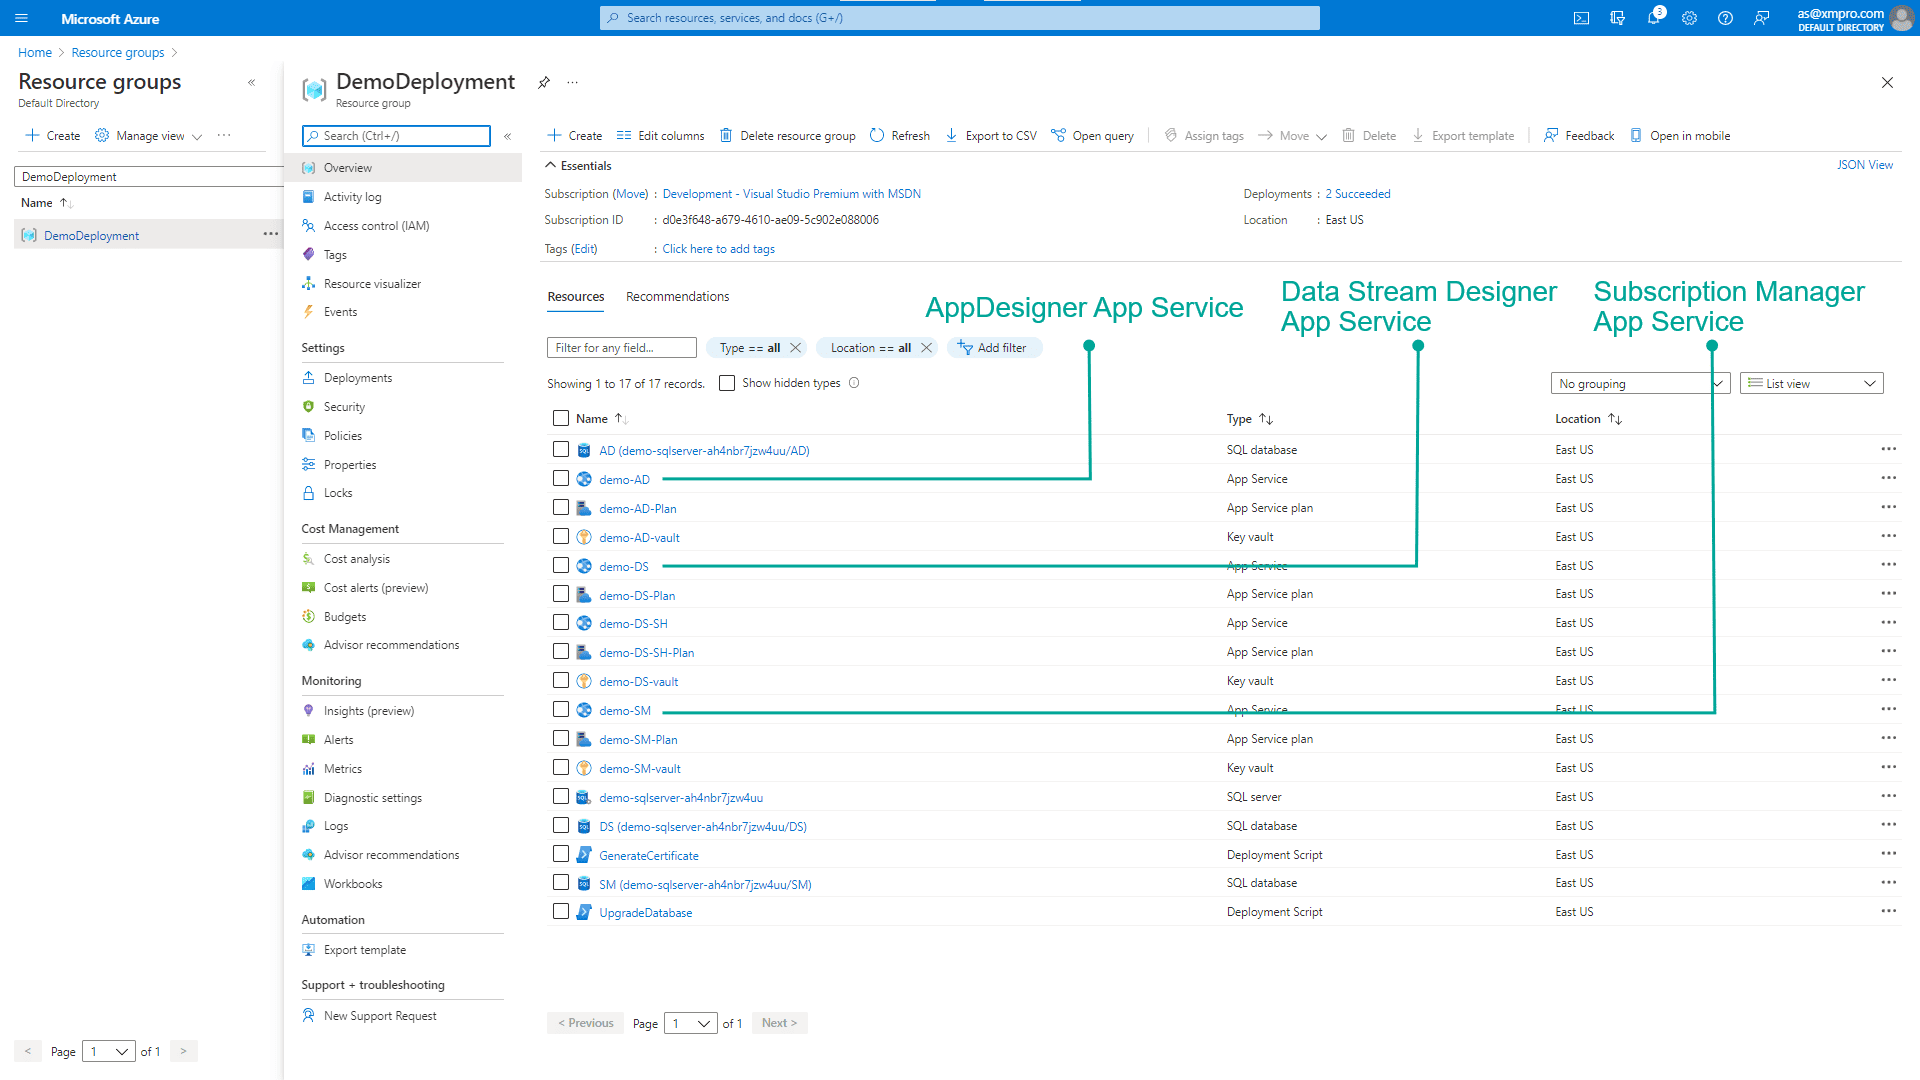 Microsoft Azure
Search resources, services, and docs (G+/)
3
as@xmpro.com
DEFAULT DIRECTORY
Home > Resource groups >
Resource groups
Default Directory
Create
Manage view
DemoDeployment
Name
DemoDeployment
< Page 1 of 1 >
DemoDeployment
Resource group
Search (Ctrl+/)
Overview
Activity log
Access control (IAM)
Tags
Resource visualizer
Events
Settings
Deployments
Security
Policies
Properties
Locks
Cost Management
Cost analysis
Cost alerts (preview)
Budgets
Advisor recommendations
Monitoring
Insights (preview)
Alerts
Metrics
Diagnostic settings
Logs
Advisor recommendations
Workbooks
Automation
Export template
Support + troubleshooting
New Support Request
Create Edit columns Delete resource group Refresh Export to CSV Open query Assign tags Move Delete Export template Feedback Open in mobile
Essentials
JSON View
Subscription (Move) : Development - Visual Studio Premium with MSDN
Deployments : 2 Succeeded
Subscription ID : d0e3f648-a679-4610-ae09-5c902e088006
Location : East US
Tags (Edit) : Click here to add tags
Resources Recommendations
AppDesigner App Service
Data Stream Designer
App Service
Subscription Manager
App Service
Filter for any field...
Type == all
Location == all
Add filter
Showing 1 to 17 of 17 records.
Show hidden types
No grouping
List view
Name Type Location
AD (demo-sqlserver-ah4nbr7jzw4uu/AD) SQL database East US
demo-AD App Service East US
demo-AD-Plan App Service plan East US
demo-AD-vault Key vault East US
demo-DS App Service East US
demo-DS-Plan App Service plan East US
demo-DS-SH App Service East US
demo-DS-SH-Plan App Service plan East US
demo-DS-vault Key vault East US
demo-SM App Service East US
demo-SM-Plan App Service plan East US
demo-SM-vault Key vault East US
demo-sqlserver-ah4nbr7jzw4uu SQL server East US
DS (demo-sqlserver-ah4nbr7jzw4uu/DS) SQL database East US
GenerateCertificate Deployment Script East US
SM (demo-sqlserver-ah4nbr7jzw4uu/SM) SQL database East US
UpgradeDatabase Deployment Script East US
< Previous Page 1 of 1 Next >